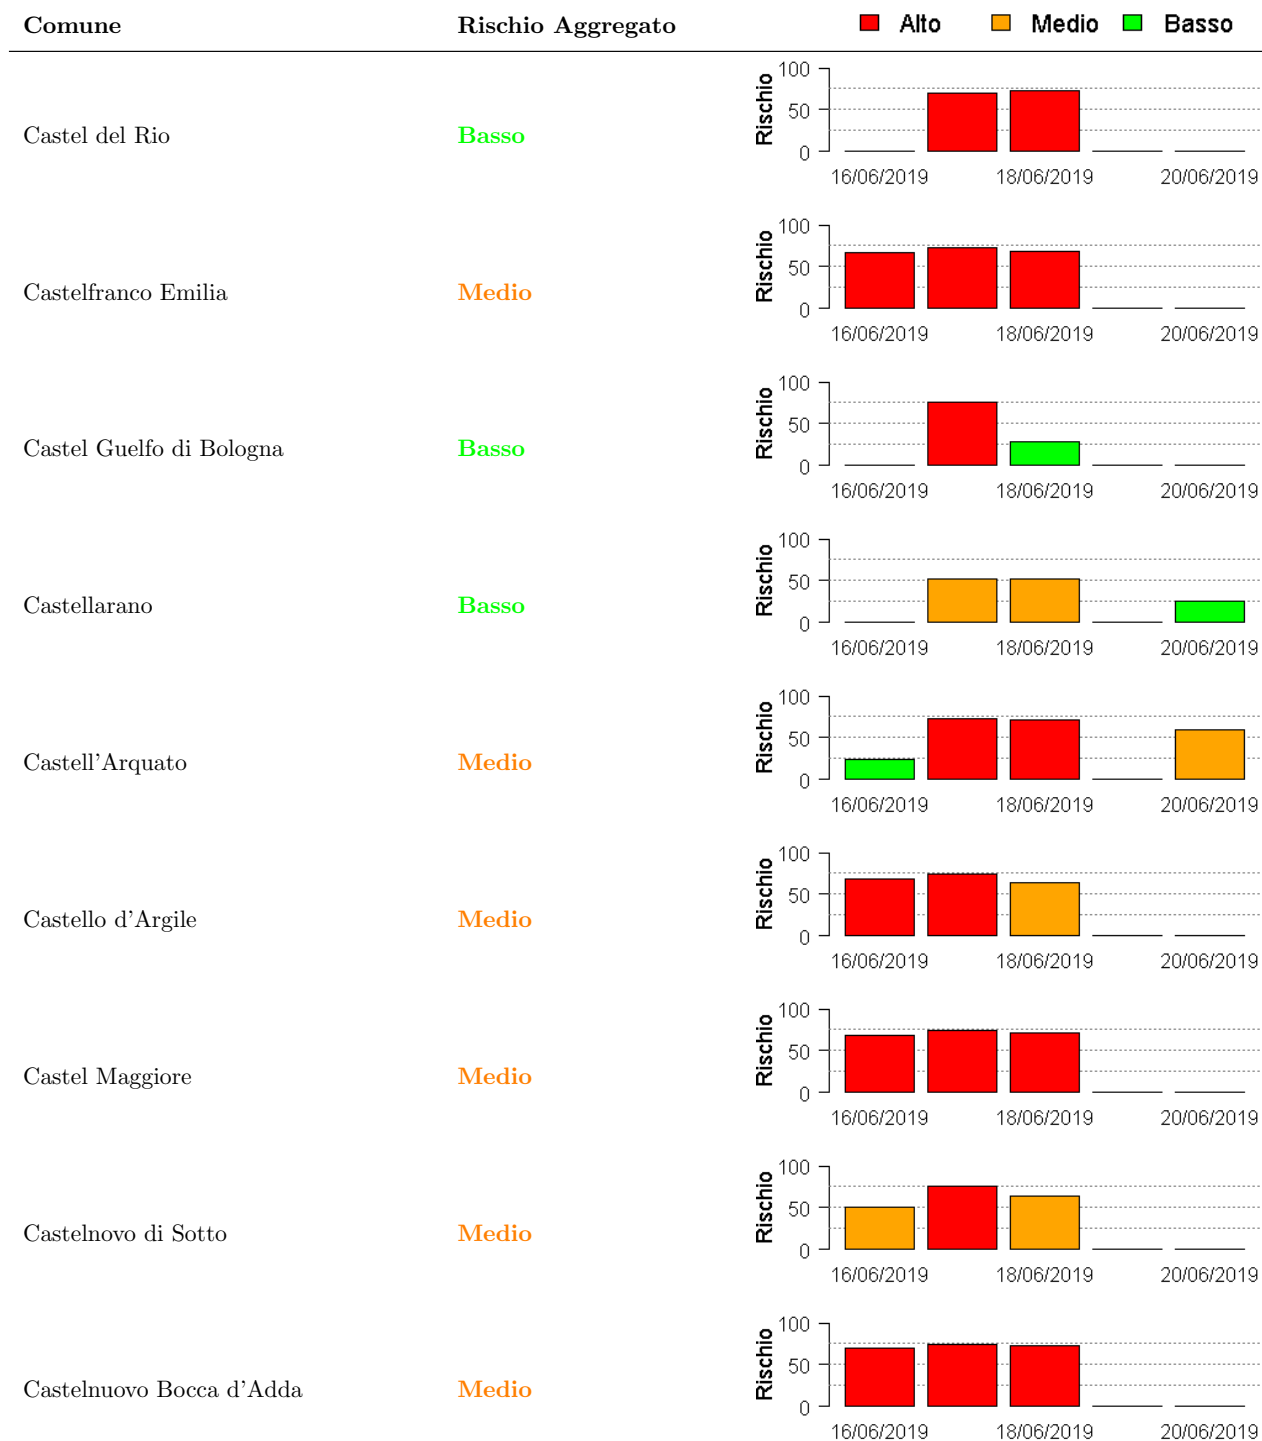 Comune Rischio Aggregato Alto Medio Basso
Castel del Rio Basso Rischio 100 50 0
16/06/2019 18/06/2019 20/06/2019
Castelfranco Emilia Medio Rischio 100 50 0
16/06/2019 18/06/2019 20/06/2019
Castel Guelfo di Bologna Basso Rischio 100 50 0
16/06/2019 18/06/2019 20/06/2019
Castellarano Basso Rischio 100 50 0
16/06/2019 18/06/2019 20/06/2019
Castell'Arquato Medio Rischio 100 50 0
16/06/2019 18/06/2019 20/06/2019
Castello d'Argile Medio Rischio 100 50 0
16/06/2019 18/06/2019 20/06/2019
Castel Maggiore Medio Rischio 100 50 0
16/06/2019 18/06/2019 20/06/2019
Castelnovo di Sotto Medio Rischio 100 50 0
16/06/2019 18/06/2019 20/06/2019
Castelnuovo Bocca d'Adda Medio Rischio 100 50 0
16/06/2019 18/06/2019 20/06/2019